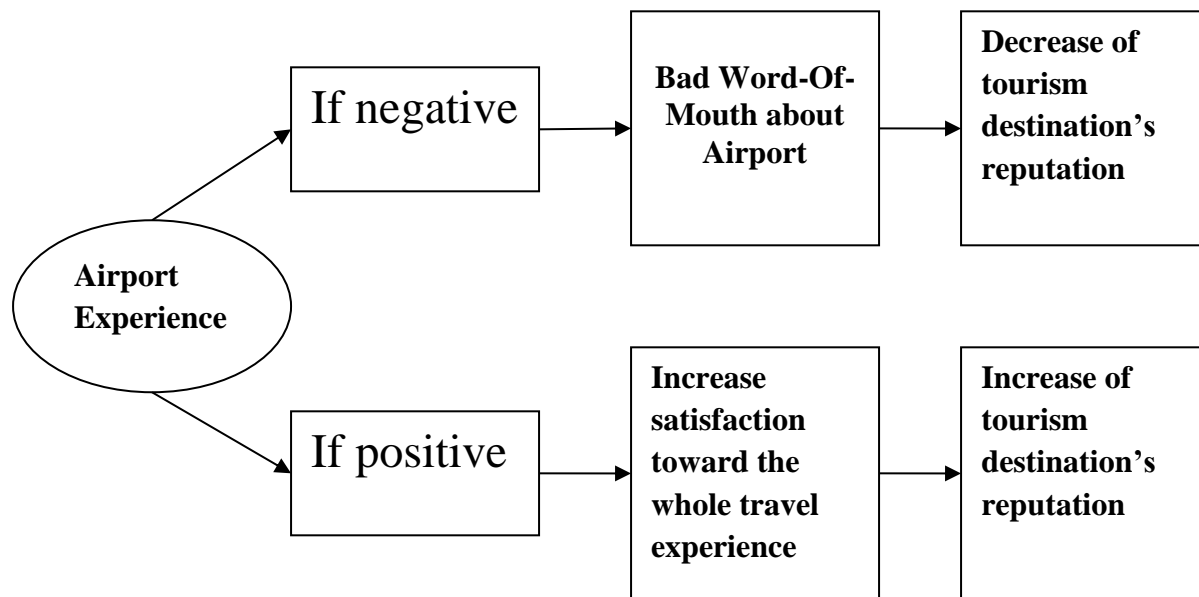 Airport
Experience
If negative
Bad Word-Of-
Mouth about
Airport
Decrease of
tourism
destination’s
reputation
If positive
Increase
satisfaction
toward the
whole travel
experience
Increase of
tourism
destination’s
reputation